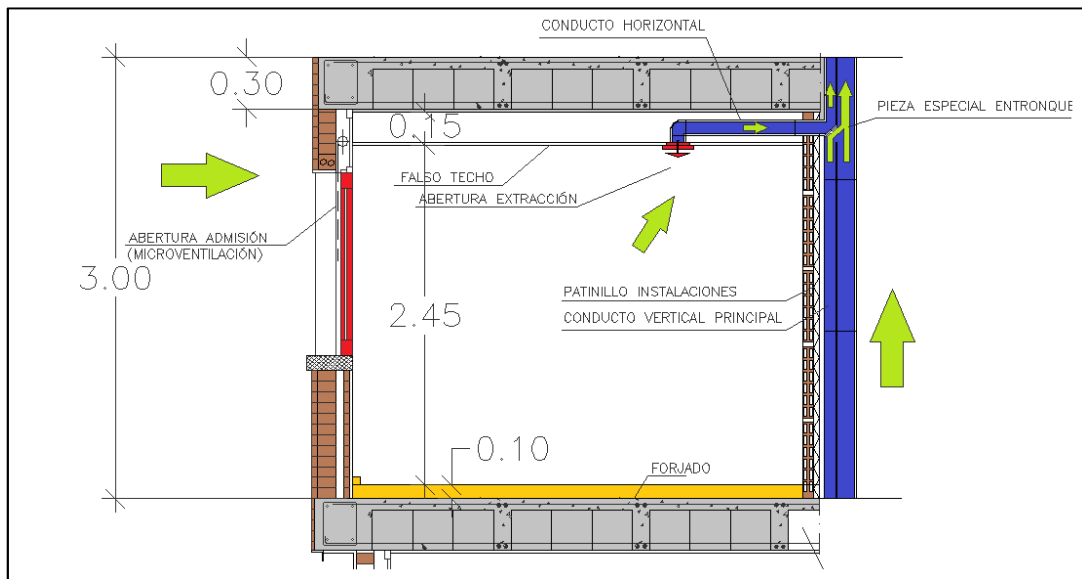 CONDUCTO HORIZONTAL
0.30
PIEZA ESPECIAL ENTRONQUE
0.15
FALSO TECHO
ABERTURA EXTRACCIÓN
ABERTURA ADMISIÓN
(MICROVENTILACIÓN)
3.00
PATINILLO INSTALACIONES
2.45
CONDUCTO VERTICAL PRINCIPAL
0.10
FORJADO